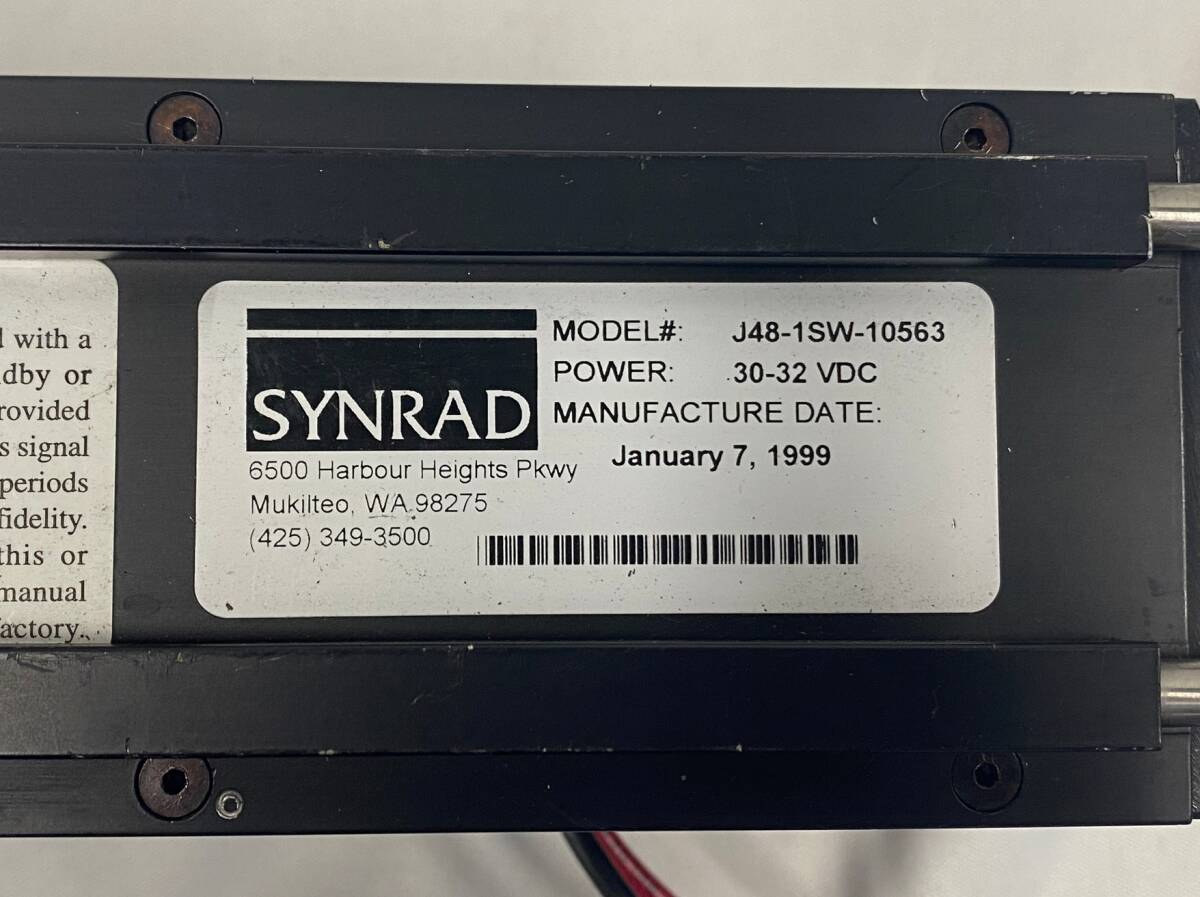 with a
dby or
rovided
s signal
periods
fidelity.
this or
manual
actory.
SYNRAD
6500 Harbour Heights Pkwy
Mukilteo, WA 98275
(425) 349-3500
MODEL#: J48-1SW-10563
POWER: 30-32 VDC
MANUFACTURE DATE:
January 7, 1999